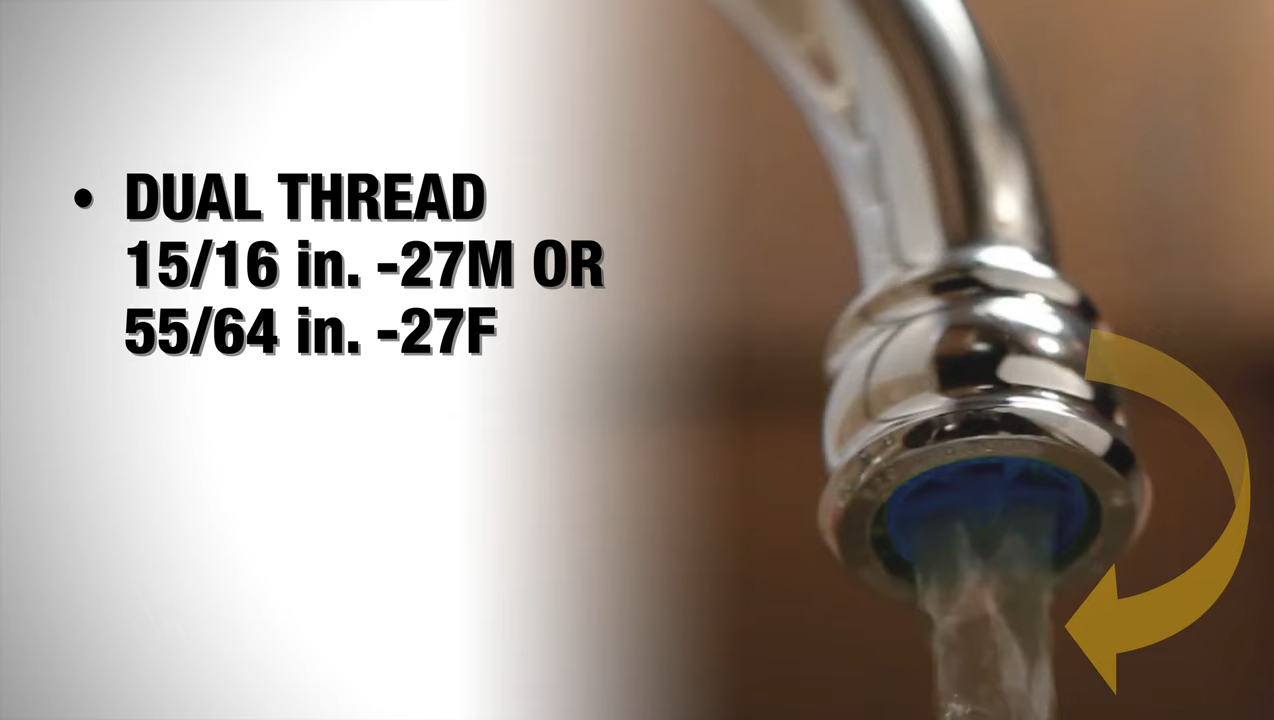 • DUAL THREAD
15/16 in. -27M OR
55/64 in. -27F